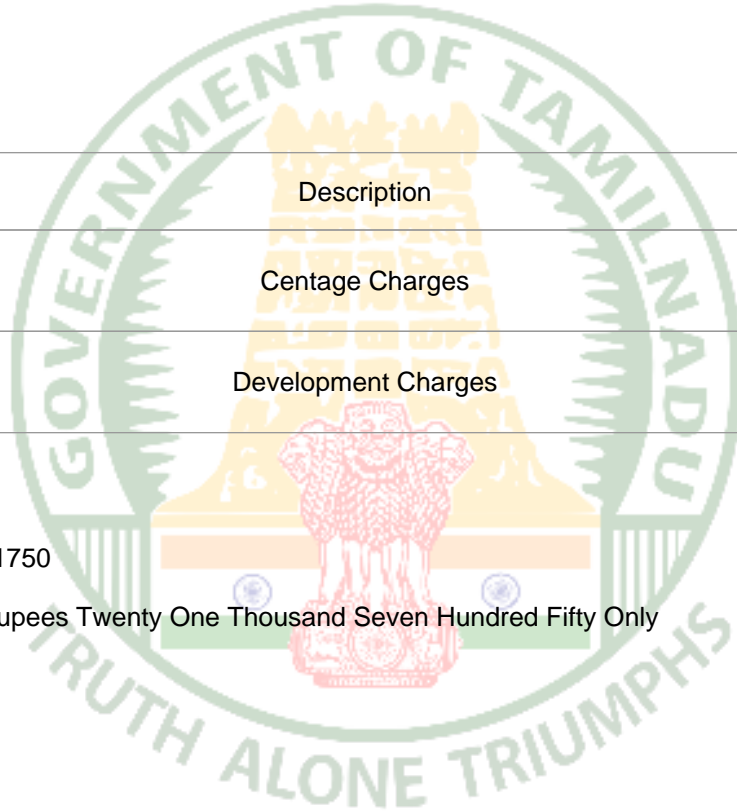 GOVERNMENT OF TAMILNADU
Description
Centage Charges
Development Charges
1750
upees Twenty One Thousand Seven Hundred Fifty Only
TRUTH ALONE TRIUMPHS